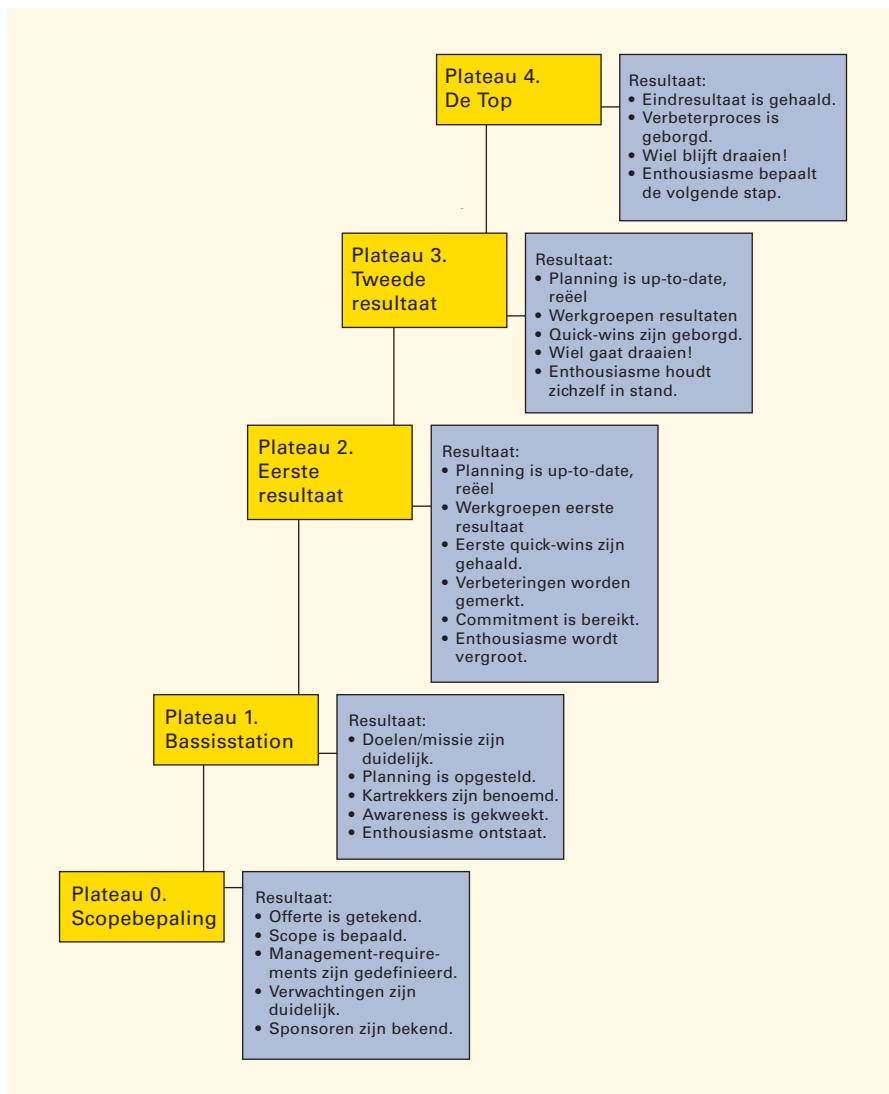 Plateau 4.
De Top
Resultaat:
• Eindresultaat is gehaald.
• Verbeterproces is
geborgd.
• Wiel blijft draaien!
• Enthousiasme bepaalt
de volgende stap.
Plateau 3.
Tweede
resultaat
Resultaat:
• Planning is up-to-date,
reëel
• Werkgroepen resultaten
• Quick-wins zijn geborgd.
• Wiel gaat draaien!
• Enthousiasme houdt
zichzelf in stand.
Plateau 2.
Eerste
resultaat
Resultaat:
• Planning is up-to-date,
reëel
• Werkgroepen eerste
resultaat
• Eerste quick-wins zijn
gehaald.
• Verbeteringen worden
gemerkt.
• Commitment is bereikt.
• Enthousiasme wordt
vergroot.
Plateau 1.
Bassisstation
Resultaat:
• Doelen/missie zijn
duidelijk.
• Planning is opgesteld.
• Kartrekkers zijn benoemd.
• Awareness is gekweekt.
• Enthousiasme ontstaat.
Plateau 0.
Scopebepaling
Resultaat:
• Offerte is getekend.
• Scope is bepaald.
• Management-require-
ments zijn gedefinieerd.
• Verwachtingen zijn
duidelijk.
• Sponsoren zijn bekend.